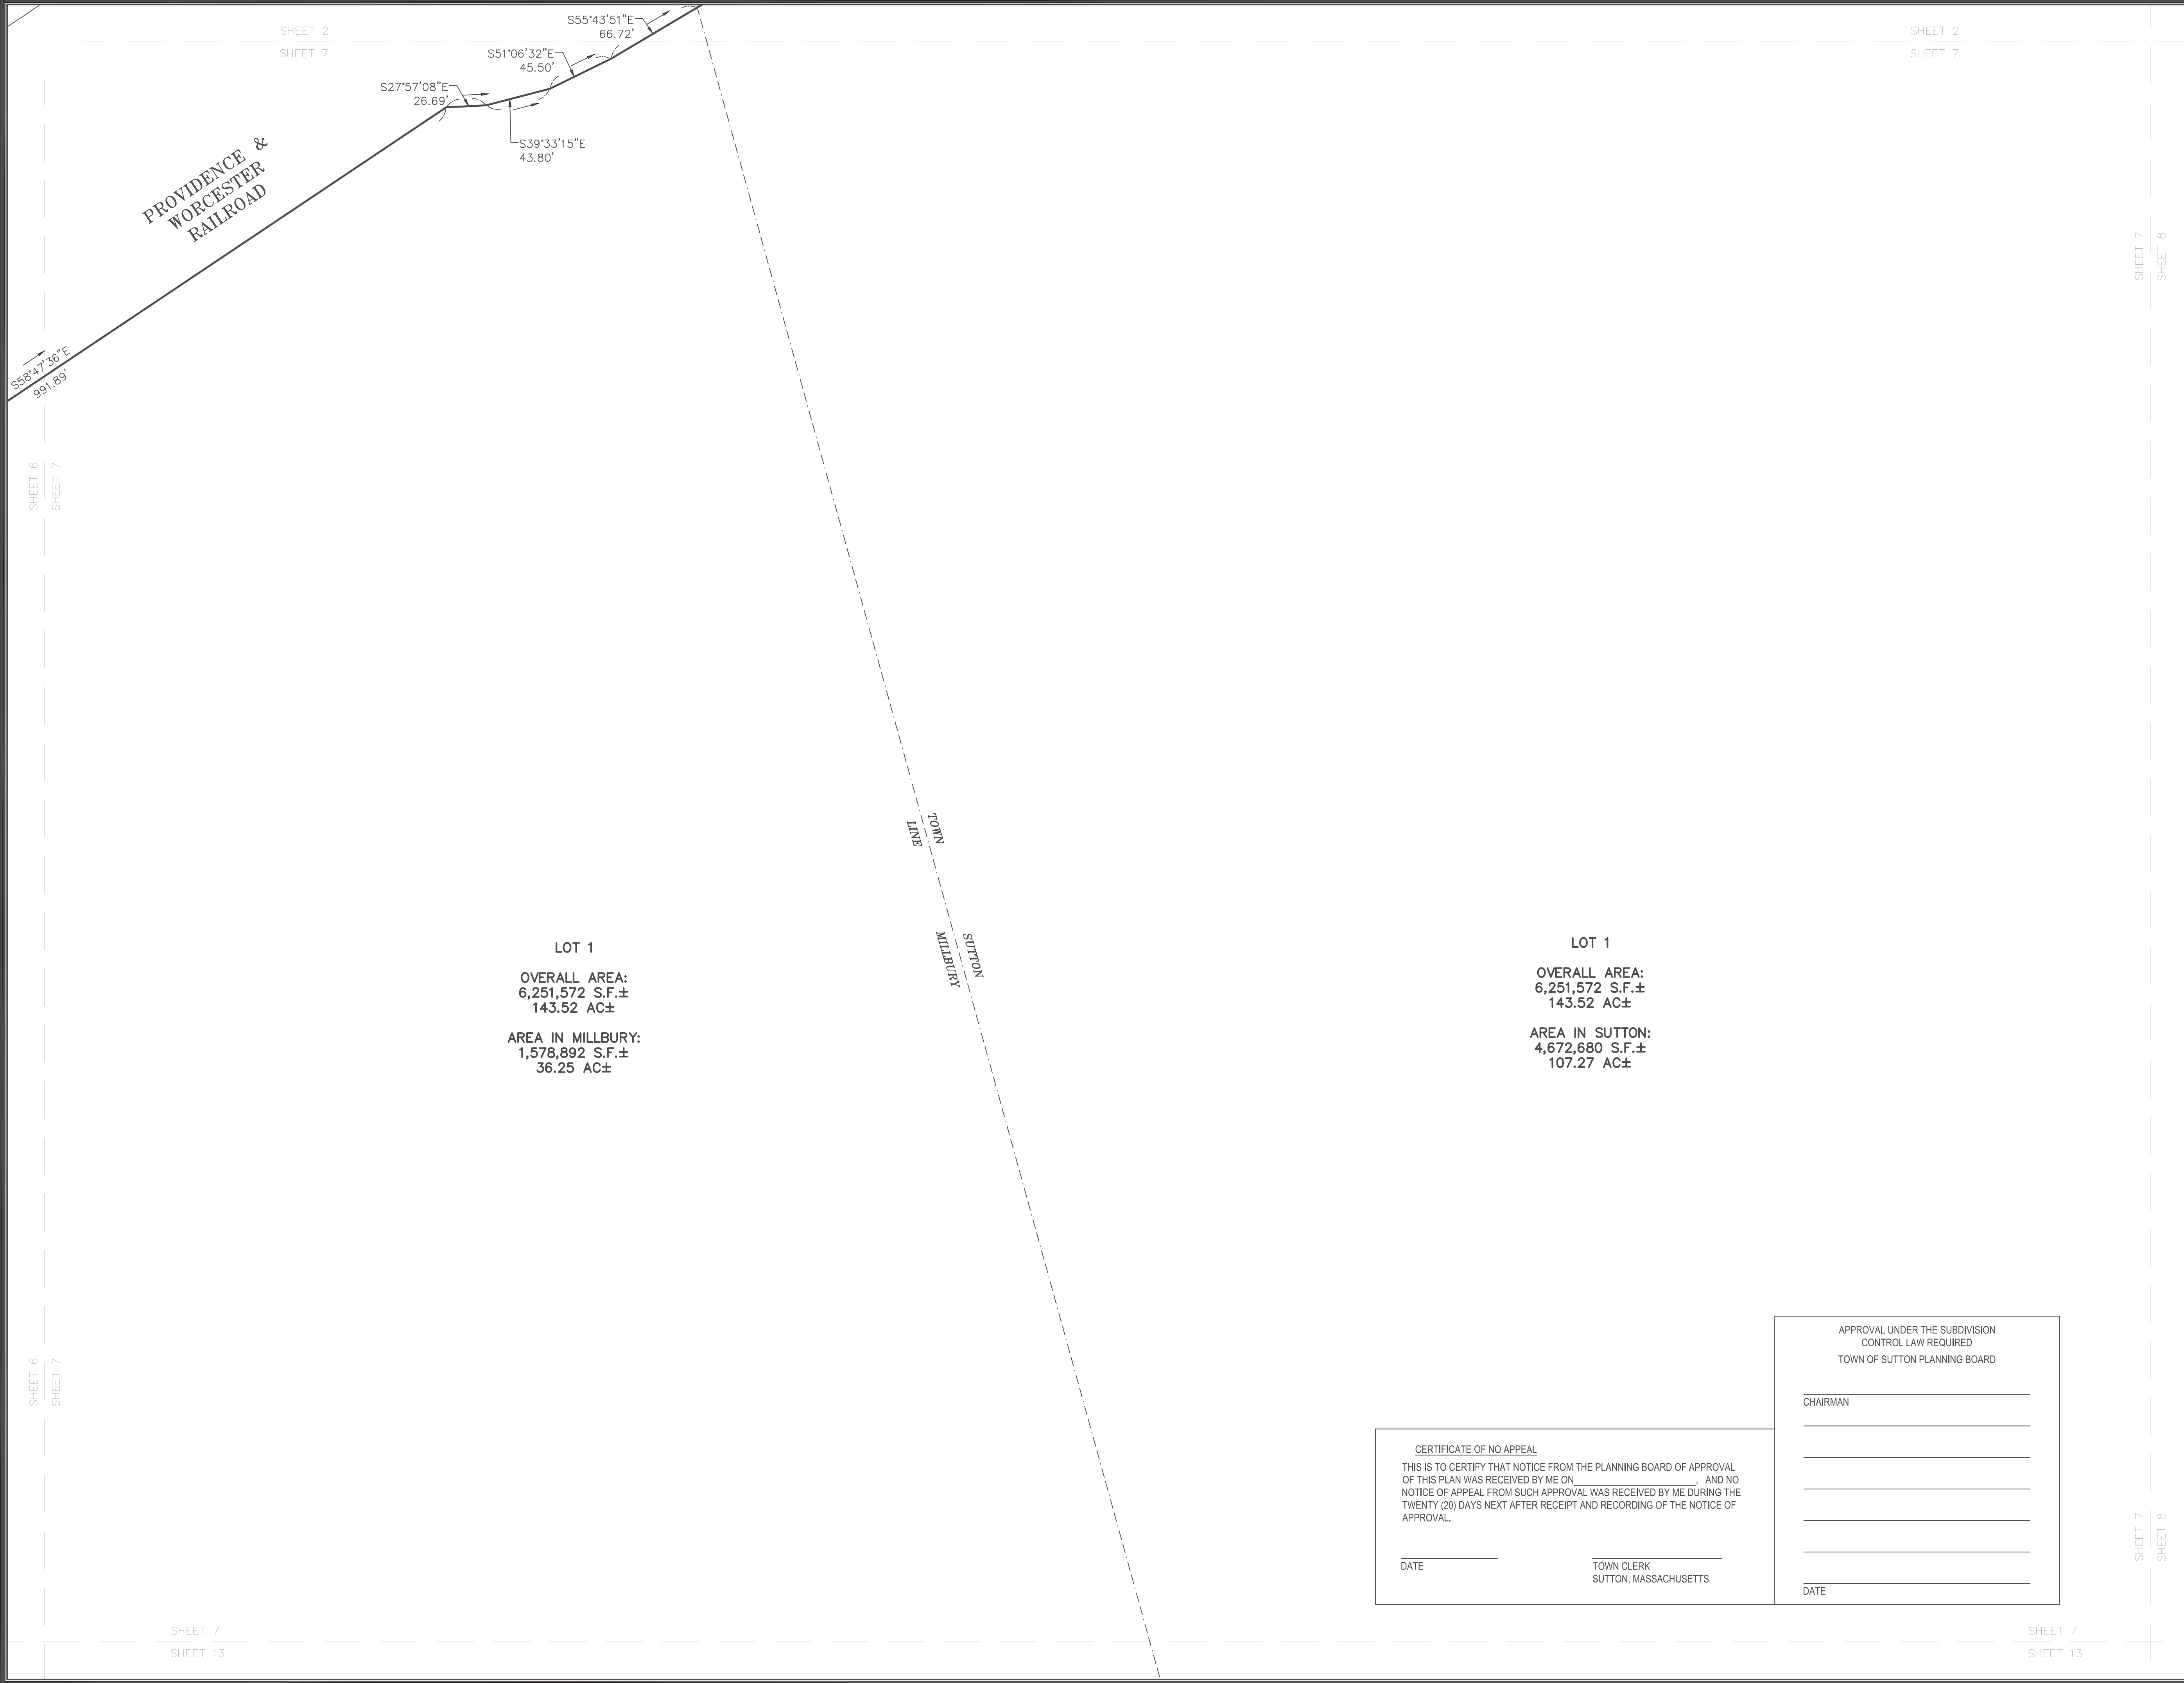 SHEET 2
SHEET 7
SHEET 2
SHEET 7
S55°43'51"E
66.72'
S51°06'32"E
45.50'
S27°57'08"E
26.69'
S39°33'15"E
43.80'
PROVIDENCE &
WORCESTER
RAILROAD
S58°47'36"E
991.89'
SHEET 7
SHEET 8
SHEET 6
SHEET 7
TOWN
LINE
SUTTON
MILLBURY
LOT 1
OVERALL AREA:
6,251,572 S.F.±
143.52 AC±
AREA IN MILLBURY:
1,578,892 S.F.±
36.25 AC±
LOT 1
OVERALL AREA:
6,251,572 S.F.±
143.52 AC±
AREA IN SUTTON:
4,672,680 S.F.±
107.27 AC±
SHEET 6
SHEET 7
APPROVAL UNDER THE SUBDIVISION
CONTROL LAW REQUIRED
TOWN OF SUTTON PLANNING BOARD
CHAIRMAN
DATE
CERTIFICATE OF NO APPEAL
THIS IS TO CERTIFY THAT NOTICE FROM THE PLANNING BOARD OF APPROVAL
OF THIS PLAN WAS RECEIVED BY ME ON , AND NO
NOTICE OF APPEAL FROM SUCH APPROVAL WAS RECEIVED BY ME DURING THE
TWENTY (20) DAYS NEXT AFTER RECEIPT AND RECORDING OF THE NOTICE OF
APPROVAL.
DATE
TOWN CLERK
SUTTON, MASSACHUSETTS
SHEET 7
SHEET 8
SHEET 7
SHEET 13
SHEET 7
SHEET 13